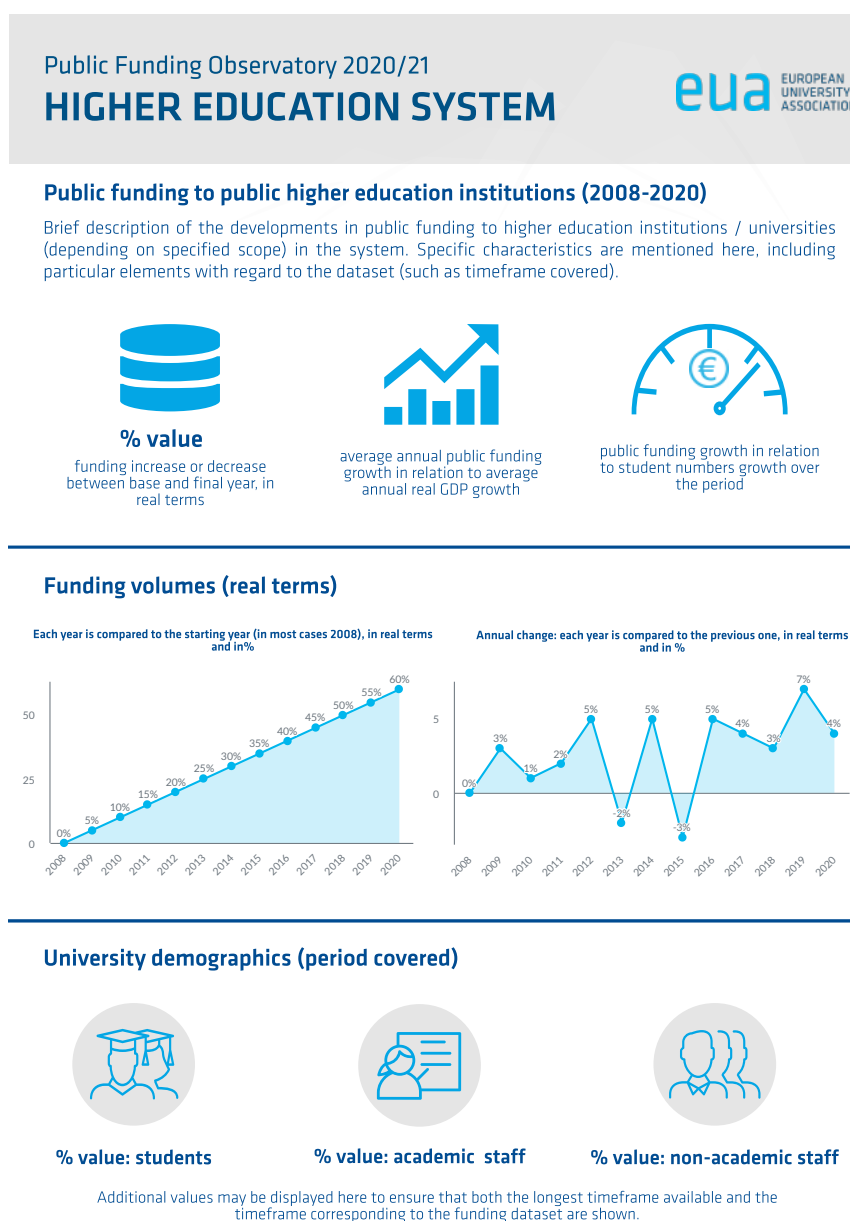 Public Funding Observatory 2020/21
HIGHER EDUCATION SYSTEM
eua
EUROPEAN
UNIVERSITY
ASSOCIATIO
Public funding to public higher education institutions (2008-2020)
Brief description of the developments in public funding to higher education institutions / universities
(depending on specified scope) in the system. Specific characteristics are mentioned here, including
particular elements with regard to the dataset (such as timeframe covered).
% value
funding increase or decrease
between base and final year, in
real terms
average annual public funding
growth in relation to average
annual real GDP growth
€
public funding growth in relation
to student numbers growth over
the period
Funding volumes (real terms)
Each year is compared to the starting year (in most cases 2008), in real terms
and in%
50
25
0
0%
5%
10%
15%
20%
25%
30%
35%
40%
45%
50%
55%
60%
2008
2009
2010
2011
2012
2013
2014
2015
2016
2017
2018
2019
2020
Annual change: each year is compared to the previous one, in real terms
and in %
5
0
0%
3%
1%
2%
5%
-2%
5%
-3%
5%
4%
3%
7%
4%
2008
2009
2010
2011
2012
2013
2014
2015
2016
2017
2018
2019
2020
University demographics (period covered)
% value: students
% value: academic staff
% value: non-academic staff
Additional values may be displayed here to ensure that both the longest timeframe available and the
timeframe corresponding to the funding dataset are shown.